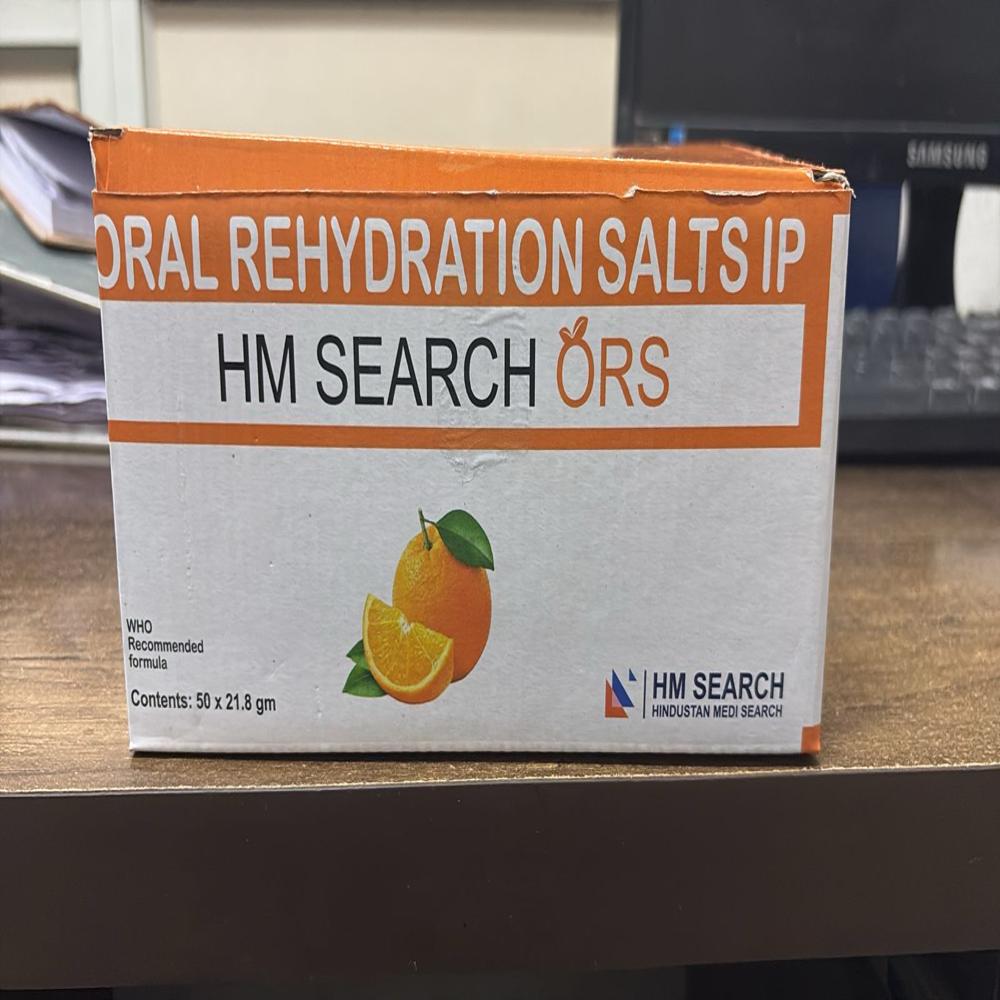 ORAL REHYDRATION SALTS IP
HM SEARCH ORS
WHO
Recommended
formula
Contents: 50 x 21.8 gm
HM SEARCH
HINDUSTAN MEDI SEARCH
SAMSUNG